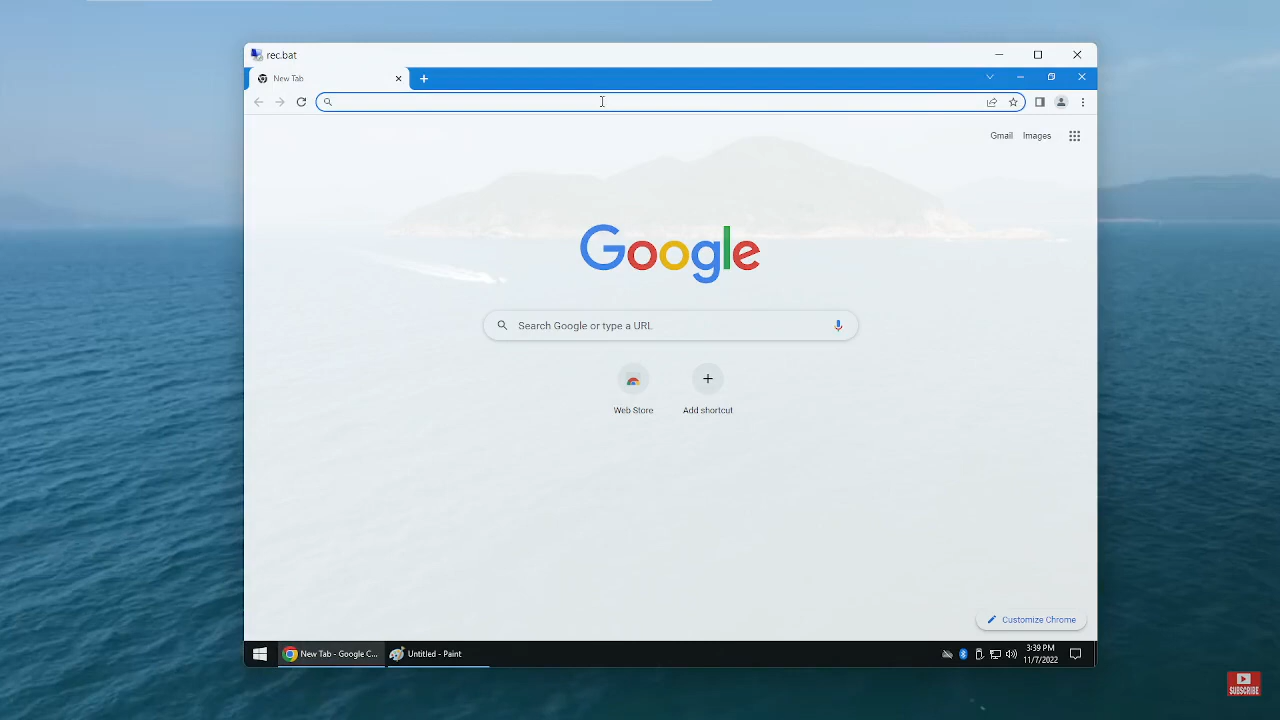 rec.bat
New Tab
Gmail Images
Google
Search Google or type a URL
Web Store
Add shortcut
Customize Chrome
New Tab - Google C...
Untitled - Paint
3:39 PM
11/7/2022
SUBSCRIBE